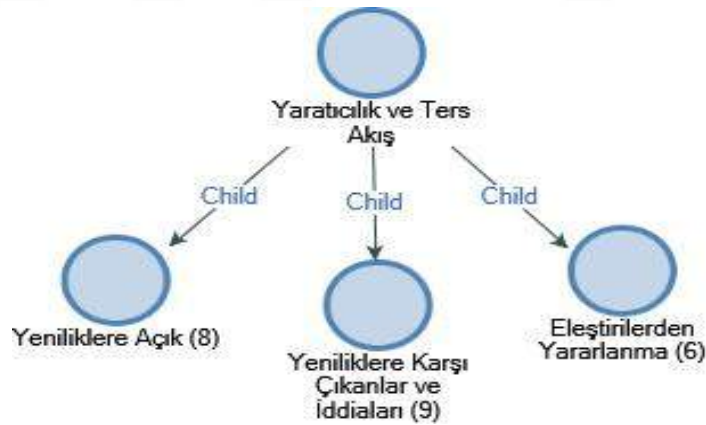 Yaratıcılık ve Ters
Akış
Child
Child
Child
Yeniliklere Açık (8)
Yeniliklere Karşı
Çıkanlar ve
İddiaları (9)
Eleştirilerden
Yararlanma (6)